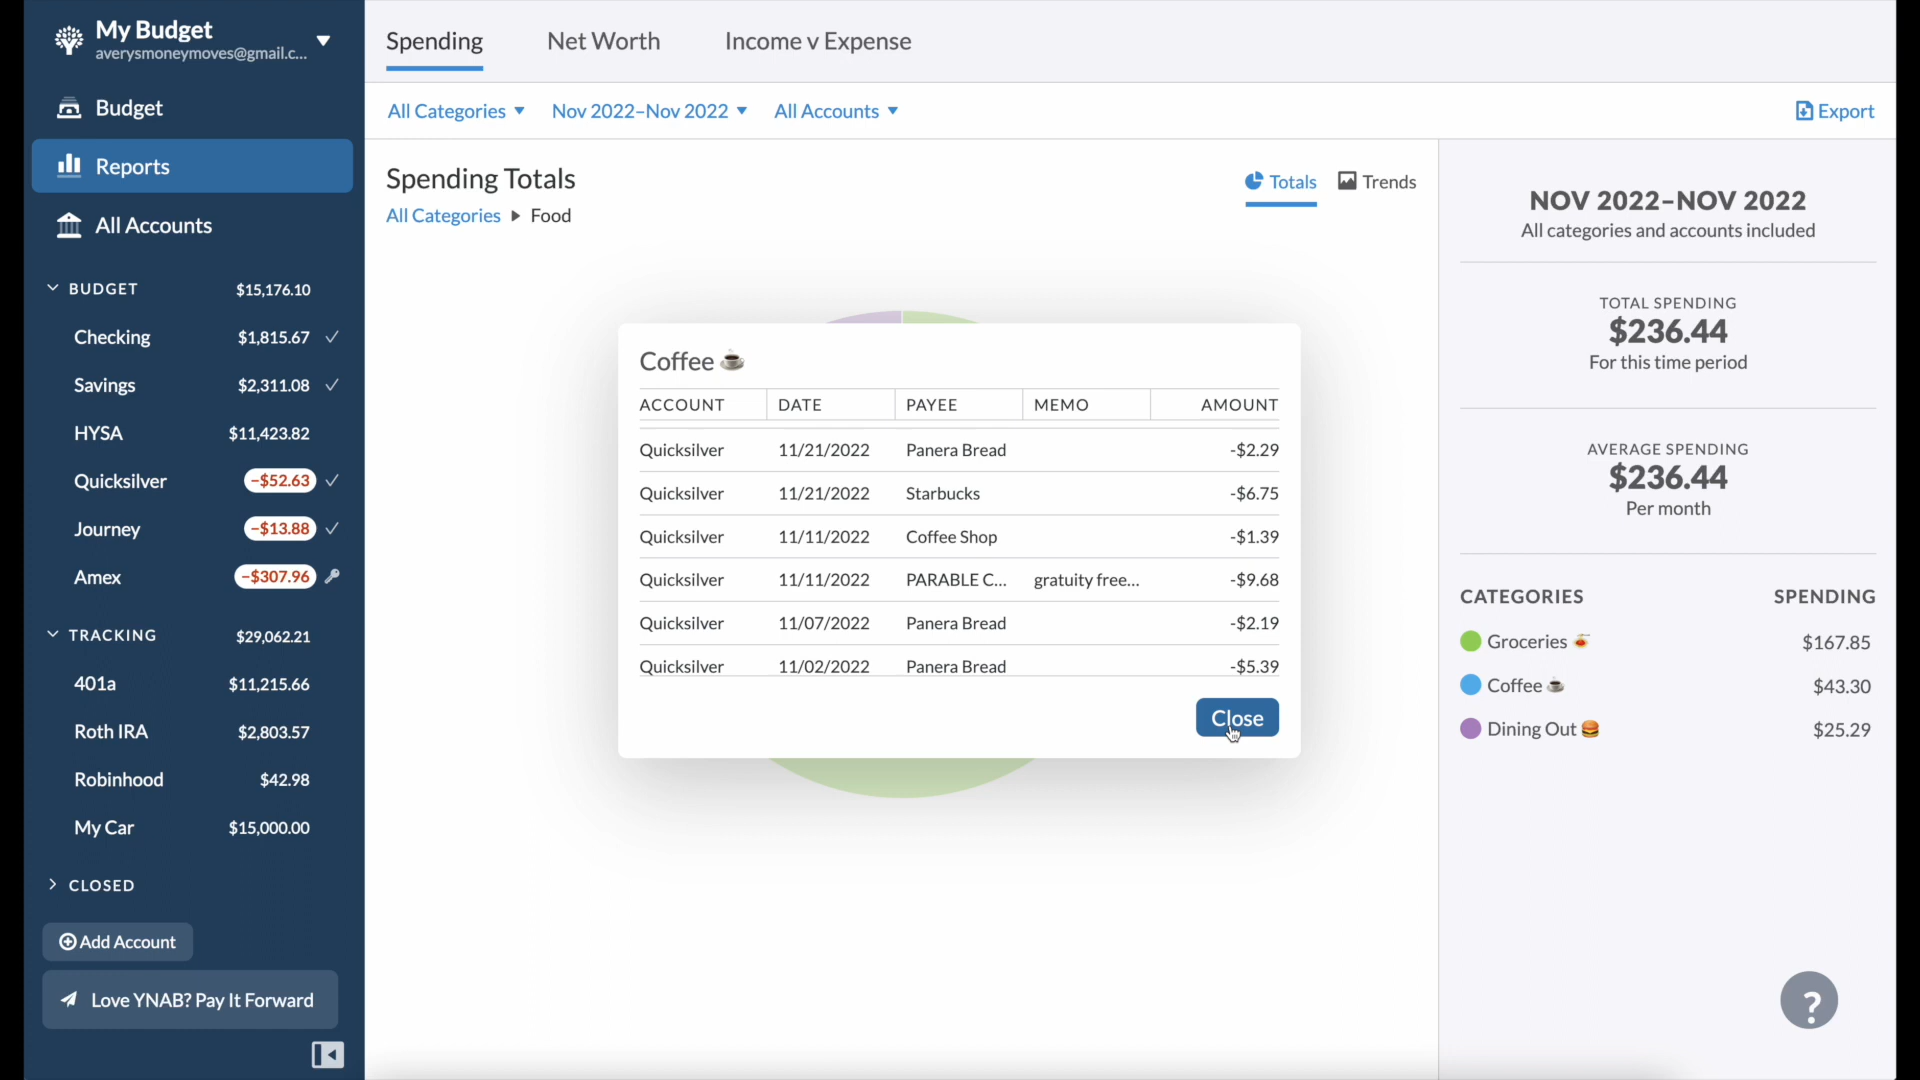 My Budget
averysmoneymoves@gmail.c...
Budget
Reports
All Accounts
BUDGET $15,176.10
Checking $1,815.67
Savings $2,311.08
HYSA $11,423.82
Quicksilver -$52.63
Journey -$13.88
Amex -$307.96
TRACKING $29,062.21
401a $11,215.66
Roth IRA $2,803.57
Robinhood $42.98
My Car $15,000.00
CLOSED
Add Account
Love YNAB? Pay It Forward
Spending Net Worth Income v Expense
All Categories Nov 2022–Nov 2022 All Accounts Export
Spending Totals
All Categories Food
Totals Trends
Coffee ☕
ACCOUNT DATE PAYEE MEMO AMOUNT
Quicksilver 11/21/2022 Panera Bread -$2.29
Quicksilver 11/21/2022 Starbucks -$6.75
Quicksilver 11/11/2022 Coffee Shop -$1.39
Quicksilver 11/11/2022 PARABLE C... gratuity free... -$9.68
Quicksilver 11/07/2022 Panera Bread -$2.19
Quicksilver 11/02/2022 Panera Bread -$5.39
Close
NOV 2022–NOV 2022
All categories and accounts included
TOTAL SPENDING
$236.44
For this time period
AVERAGE SPENDING
$236.44
Per month
CATEGORIES SPENDING
Groceries 🍝 $167.85
Coffee ☕ $43.30
Dining Out 🍔 $25.29
?